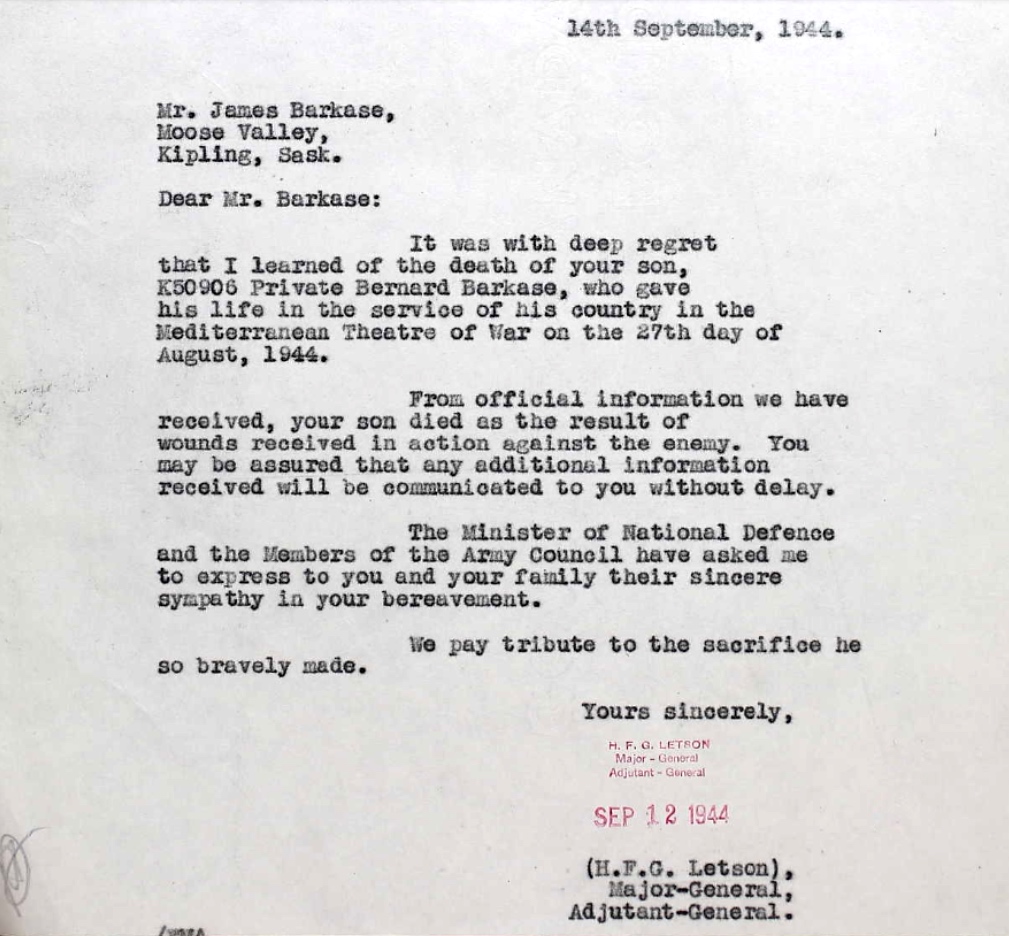 14th September, 1944.
Mr. James Barkase,
Moose Valley,
Kipling, Sask.
Dear Mr. Barkase:
It was with deep regret
that I learned of the death of your son,
K50906 Private Bernard Barkase, who gave
his life in the service of his country in the
Mediterranean Theatre of War on the 27th day of
August, 1944.
From official information we have
received, your son died as the result of
wounds received in action against the enemy. You
may be assured that any additional information
received will be communicated to you without delay.
The Minister of National Defence
and the Members of the Army Council have asked me
to express to you and your family their sincere
sympathy in your bereavement.
We pay tribute to the sacrifice he
so bravely made.
Yours sincerely,
H. F. G. LETSON
Major - General
Adjutant - General
SEP 12 1944
(H.F.G. Letson),
Major-General,
Adjutant-General.